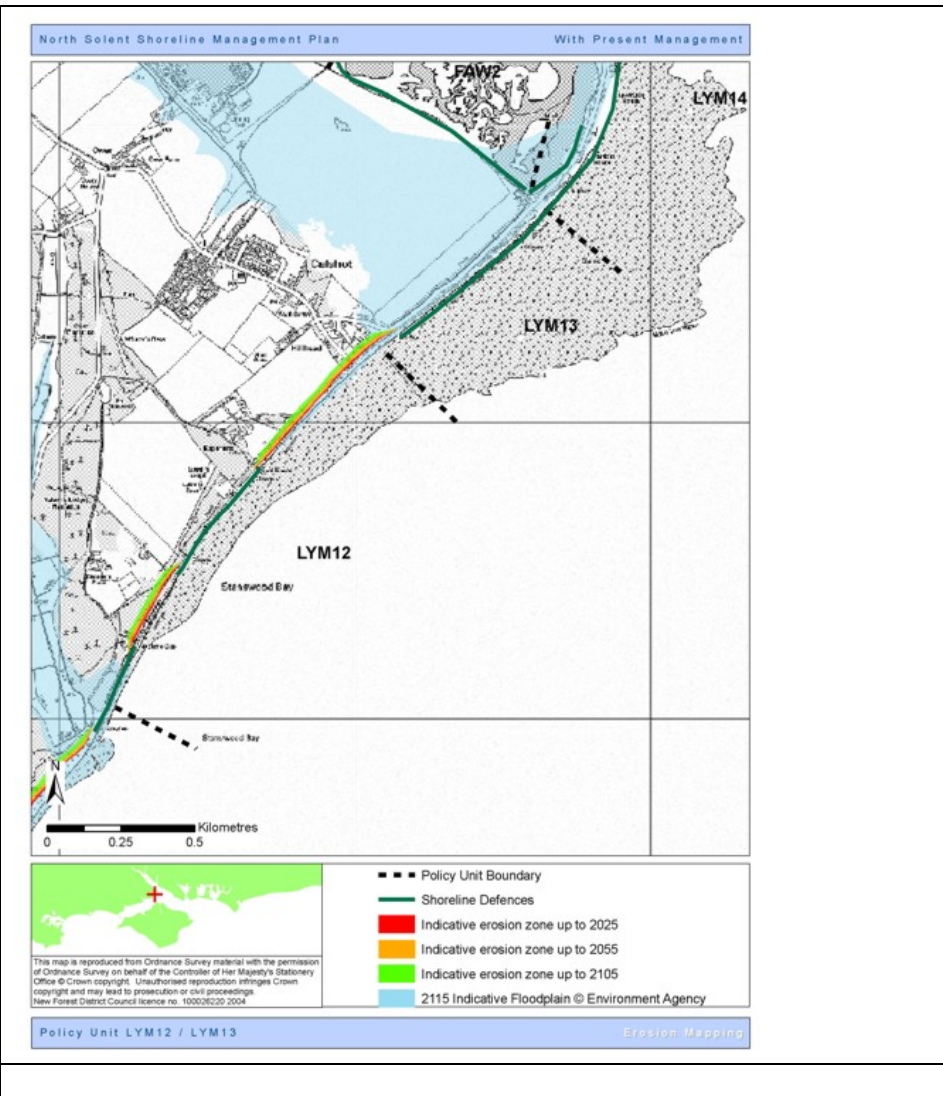 North Solent Shoreline Management Plan
With Present Management
FAW2
LYM14
Calshot
LYM13
Hillhead
LYM12
Stanswood Bay
Stanswood Bay
N
Kilometres
0 0.25 0.5
Policy Unit Boundary
Shoreline Defences
Indicative erosion zone up to 2025
Indicative erosion zone up to 2055
Indicative erosion zone up to 2105
2115 Indicative Floodplain © Environment Agency
This map is reproduced from Ordnance Survey material with the permission
of Ordnance Survey on behalf of the Controller of Her Majesty's Stationery
Office © Crown copyright. Unauthorised reproduction infringes Crown
copyright and may lead to prosecution or civil proceedings.
New Forest District Council licence no. 100026220 2004
Policy Unit LYM12 / LYM13
Erosion Mapping